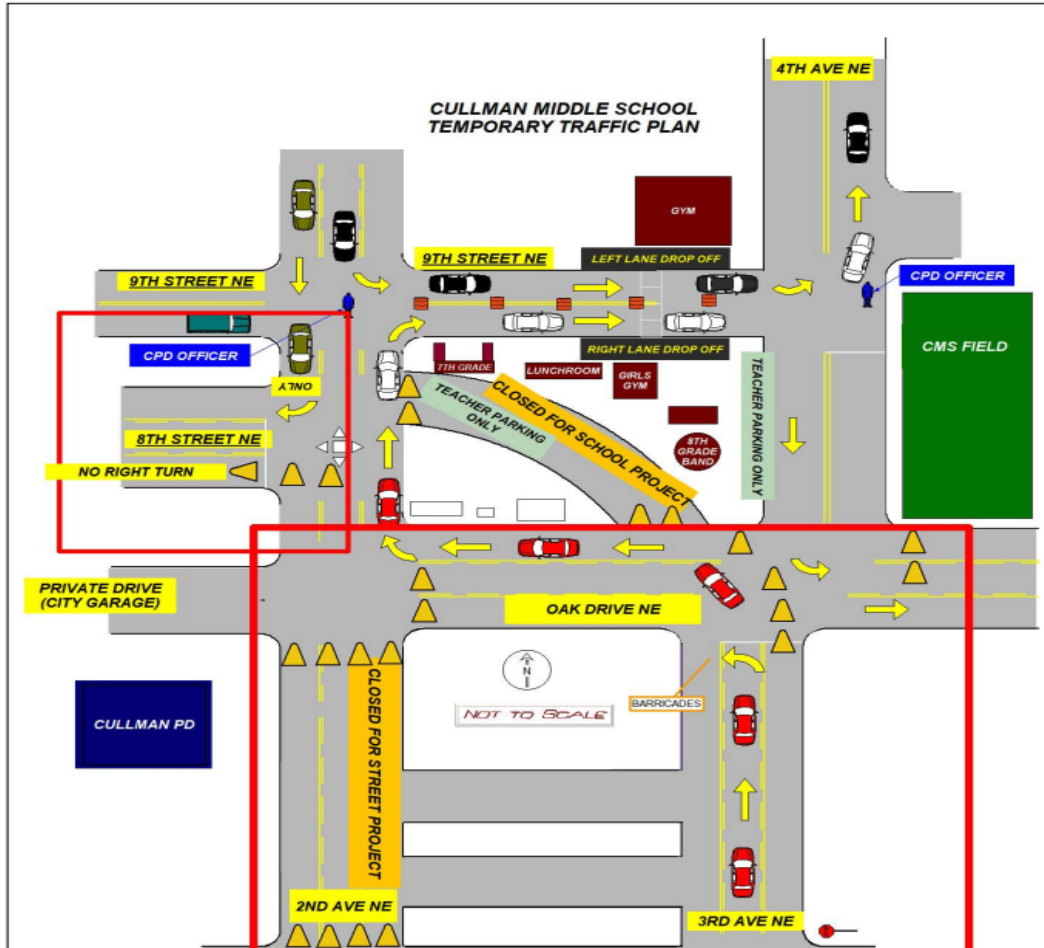 4TH AVE NE
CULLMAN MIDDLE SCHOOL
TEMPORARY TRAFFIC PLAN
GYM
9TH STREET NE
LEFT LANE DROP OFF
9TH STREET NE
CPD OFFICER
CPD OFFICER
RIGHT LANE DROP OFF
CMS FIELD
7TH GRADE
LUNCHROOM
GIRLS
GYM
ONLY
TEACHER PARKING
ONLY
CLOSED FOR SCHOOL PROJECT
TEACHER PARKING ONLY
8TH
GRADE
BAND
8TH STREET NE
NO RIGHT TURN
PRIVATE DRIVE
(CITY GARAGE)
OAK DRIVE NE
N
NOT TO SCALE
BARRICADES
CULLMAN PD
CLOSED FOR STREET PROJECT
2ND AVE NE
3RD AVE NE